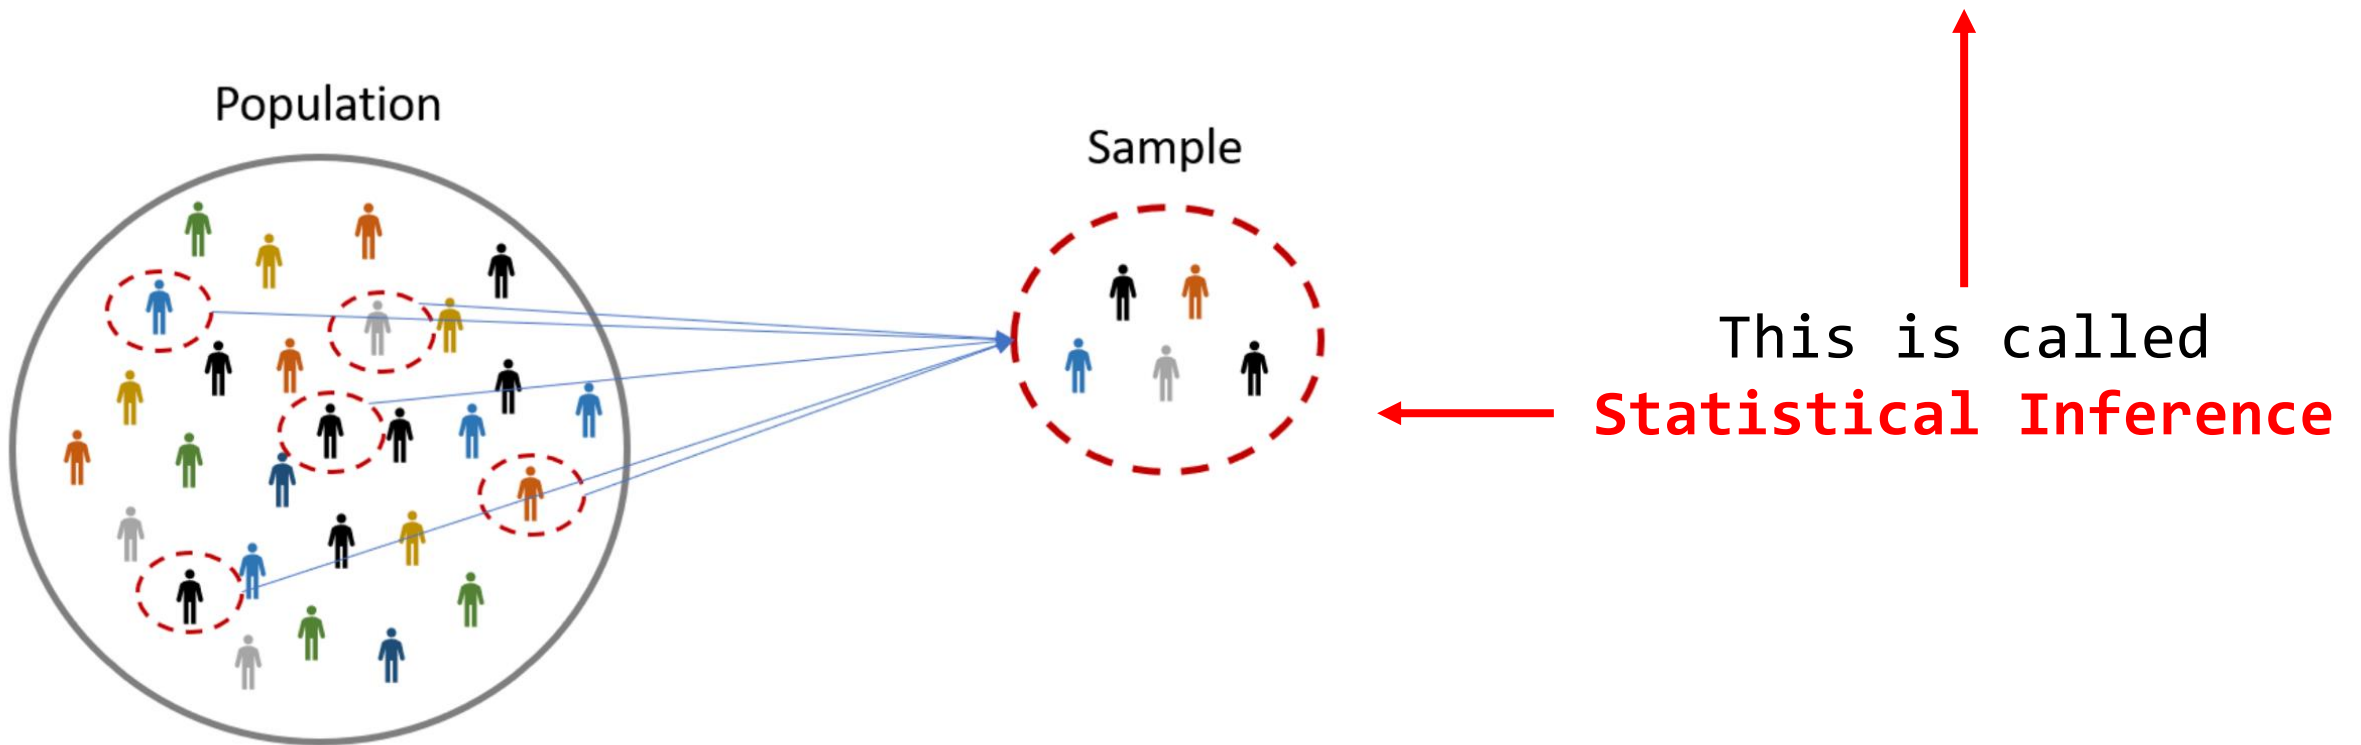 Population
Sample
This is called
Statistical Inference